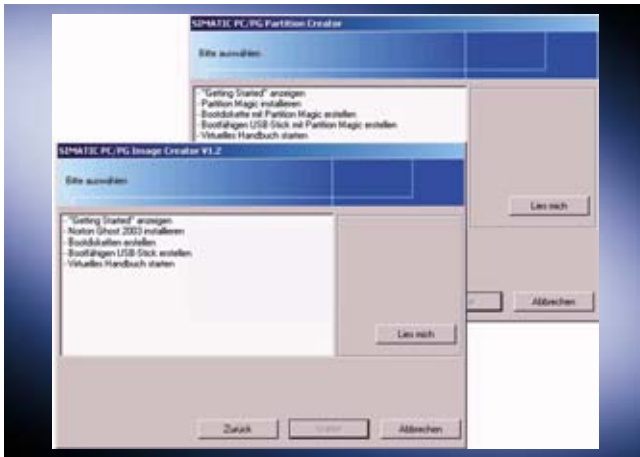 SIMATIC PC/PG Partition Creator
Bitte auswählen
- "Getting Started" anzeigen
- Partition Magic installieren
- Bootdiskette mit Partition Magic erstellen
- Bootfähigen USB-Stick mit Partition Magic erstellen
- Virtuelles Handbuch starten
Lies mich
Abbrechen
SIMATIC PC/PG Image Creator V1.2
Bitte auswählen
- "Getting Started" anzeigen
- Norton Ghost 2003 installieren
- Bootdisketten erstellen
- Bootfähigen USB-Stick erstellen
- Virtuelles Handbuch starten
Lies mich
Zurück
Abbrechen